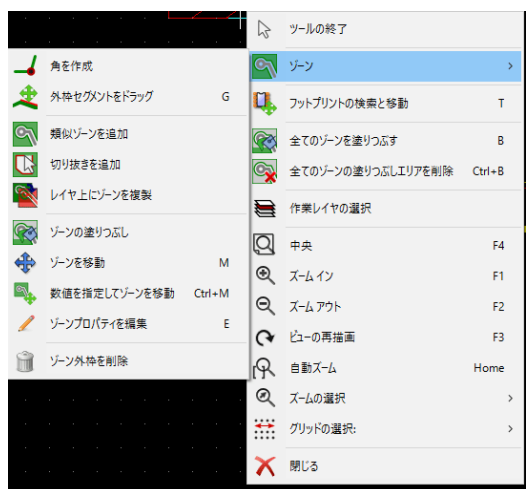 ツールの終了
ゾーン
フットプリントの検索と移動 T
全てのゾーンを塗りつぶす B
全てのゾーンの塗りつぶしエリアを削除 Ctrl+B
作業レイヤの選択
中央 F4
ズーム イン F1
ズーム アウト F2
ビューの再描画 F3
自動ズーム Home
ズームの選択
グリッドの選択:
閉じる
角を作成
外枠セグメントをドラッグ G
類似ゾーンを追加
切り抜きを追加
レイヤ上にゾーンを複製
ゾーンの塗りつぶし
ゾーンを移動 M
数値を指定してゾーンを移動 Ctrl+M
ゾーンプロパティを編集 E
ゾーン外枠を削除